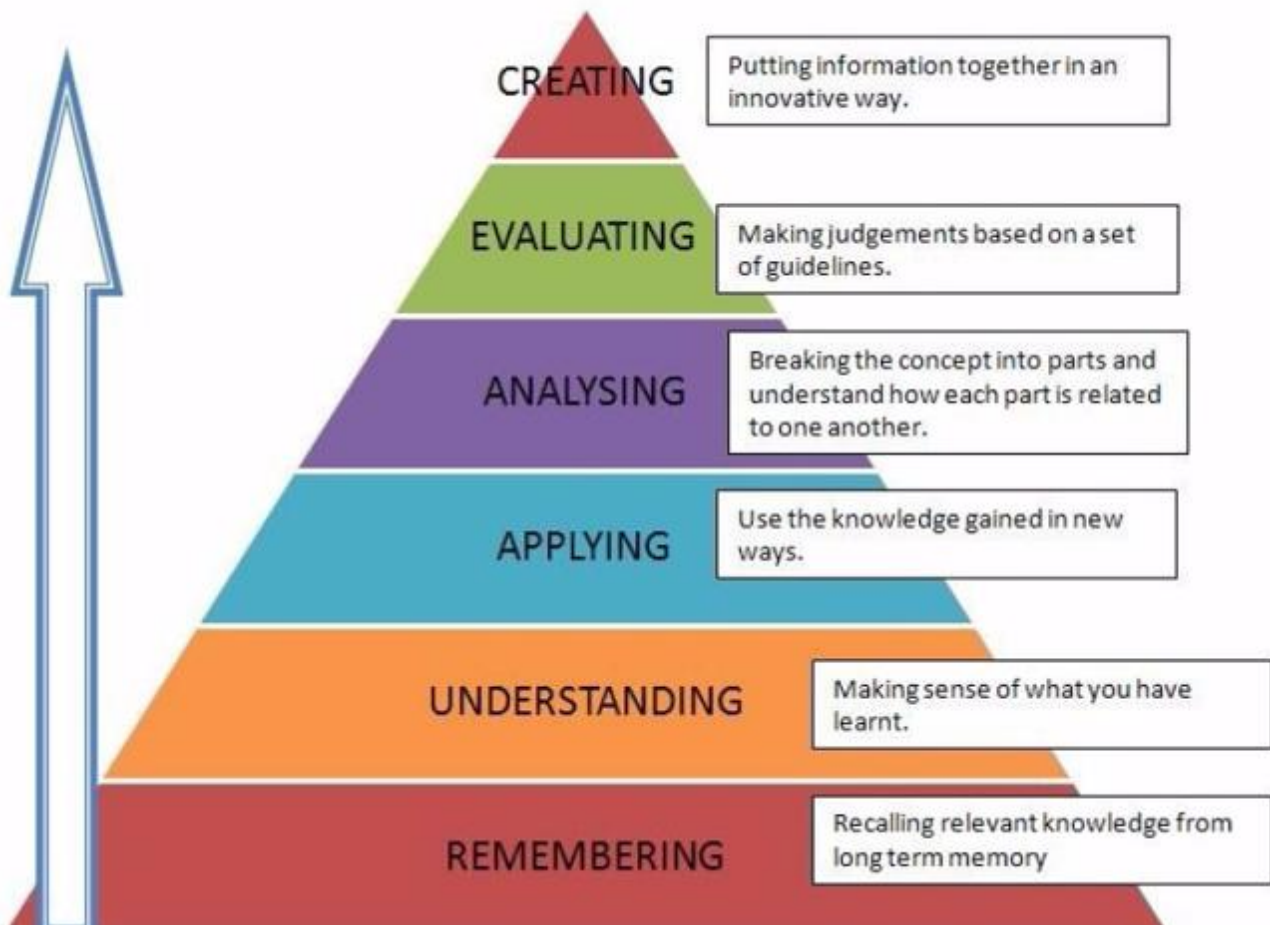 CREATING
Putting information together in an
innovative way.
EVALUATING
Making judgements based on a set
of guidelines.
ANALYSING
Breaking the concept into parts and
understand how each part is related
to one another.
APPLYING
Use the knowledge gained in new
ways.
UNDERSTANDING
Making sense of what you have
learnt.
REMEMBERING
Recalling relevant knowledge from
long term memory